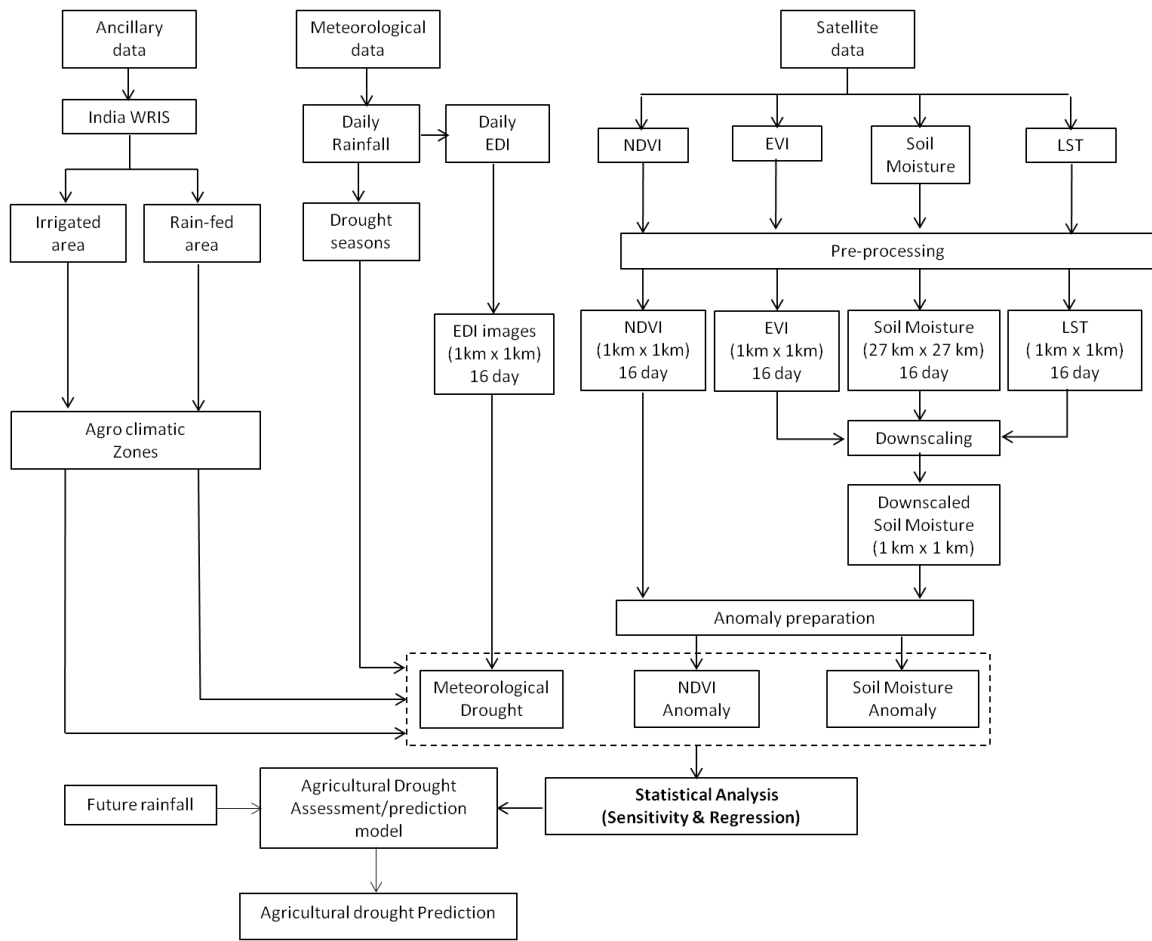 Ancillary
data
Meteorological
data
Satellite
data
India WRIS
Daily
Rainfall
Daily
EDI
NDVI
EVI
Soil
Moisture
LST
Irrigated
area
Rain-fed
area
Drought
seasons
Pre-processing
EDI images
(1km x 1km)
16 day
NDVI
(1km x 1km)
16 day
EVI
(1km x 1km)
16 day
Soil Moisture
(27 km x 27 km)
16 day
LST
( 1km x 1km)
16 day
Agro climatic
Zones
Downscaling
Downscaled
Soil Moisture
(1 km x 1 km)
Anomaly preparation
Meteorological
Drought
NDVI
Anomaly
Soil Moisture
Anomaly
Future rainfall
Agricultural Drought
Assessment/prediction
model
Statistical Analysis
(Sensitivity & Regression)
Agricultural drought Prediction